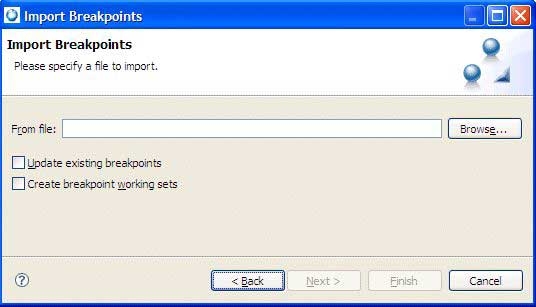 Import Breakpoints
Import Breakpoints
Please specify a file to import.
From file:
Browse...
Update existing breakpoints
Create breakpoint working sets
? < Back Next > Finish Cancel